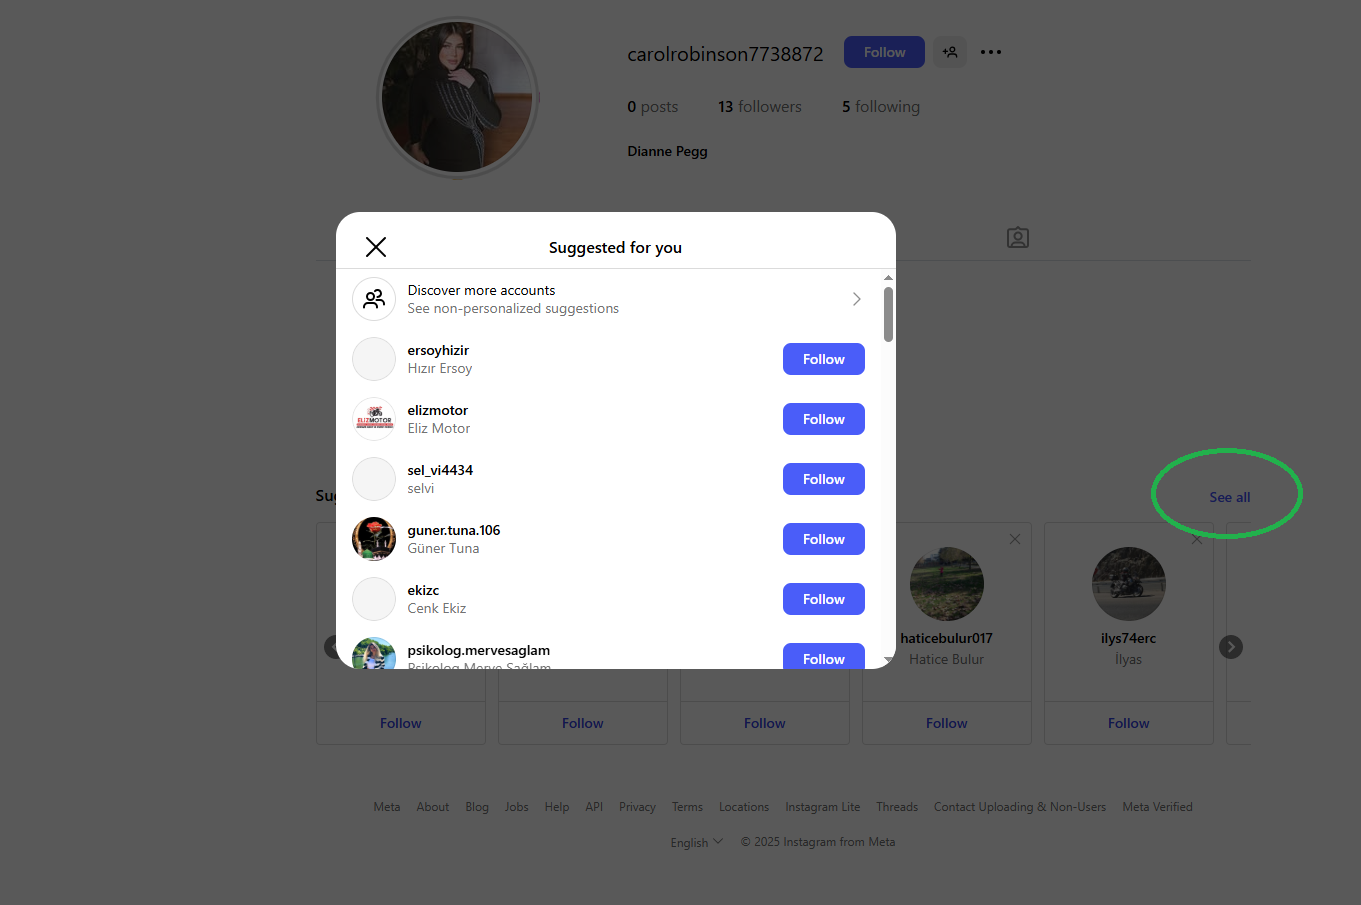 carolrobinson7738872
Follow
0 posts
13 followers
5 following
Dianne Pegg
Suggested for you
Discover more accounts
See non-personalized suggestions
ersoyhizir
Hızır Ersoy
Follow
ELIZMOTOR
elizmotor
Eliz Motor
Follow
sel_vi4434
selvi
Follow
guner.tuna.106
Güner Tuna
Follow
ekizc
Cenk Ekiz
Follow
psikolog.mervesaglam
Psikolog Merve Sağlam
Follow
See all
haticebulur017
Hatice Bulur
ilys74erc
İlyas
Follow
Follow
Follow
Follow
Follow
Meta About Blog Jobs Help API Privacy Terms Locations Instagram Lite Threads Contact Uploading & Non-Users Meta Verified
English © 2025 Instagram from Meta